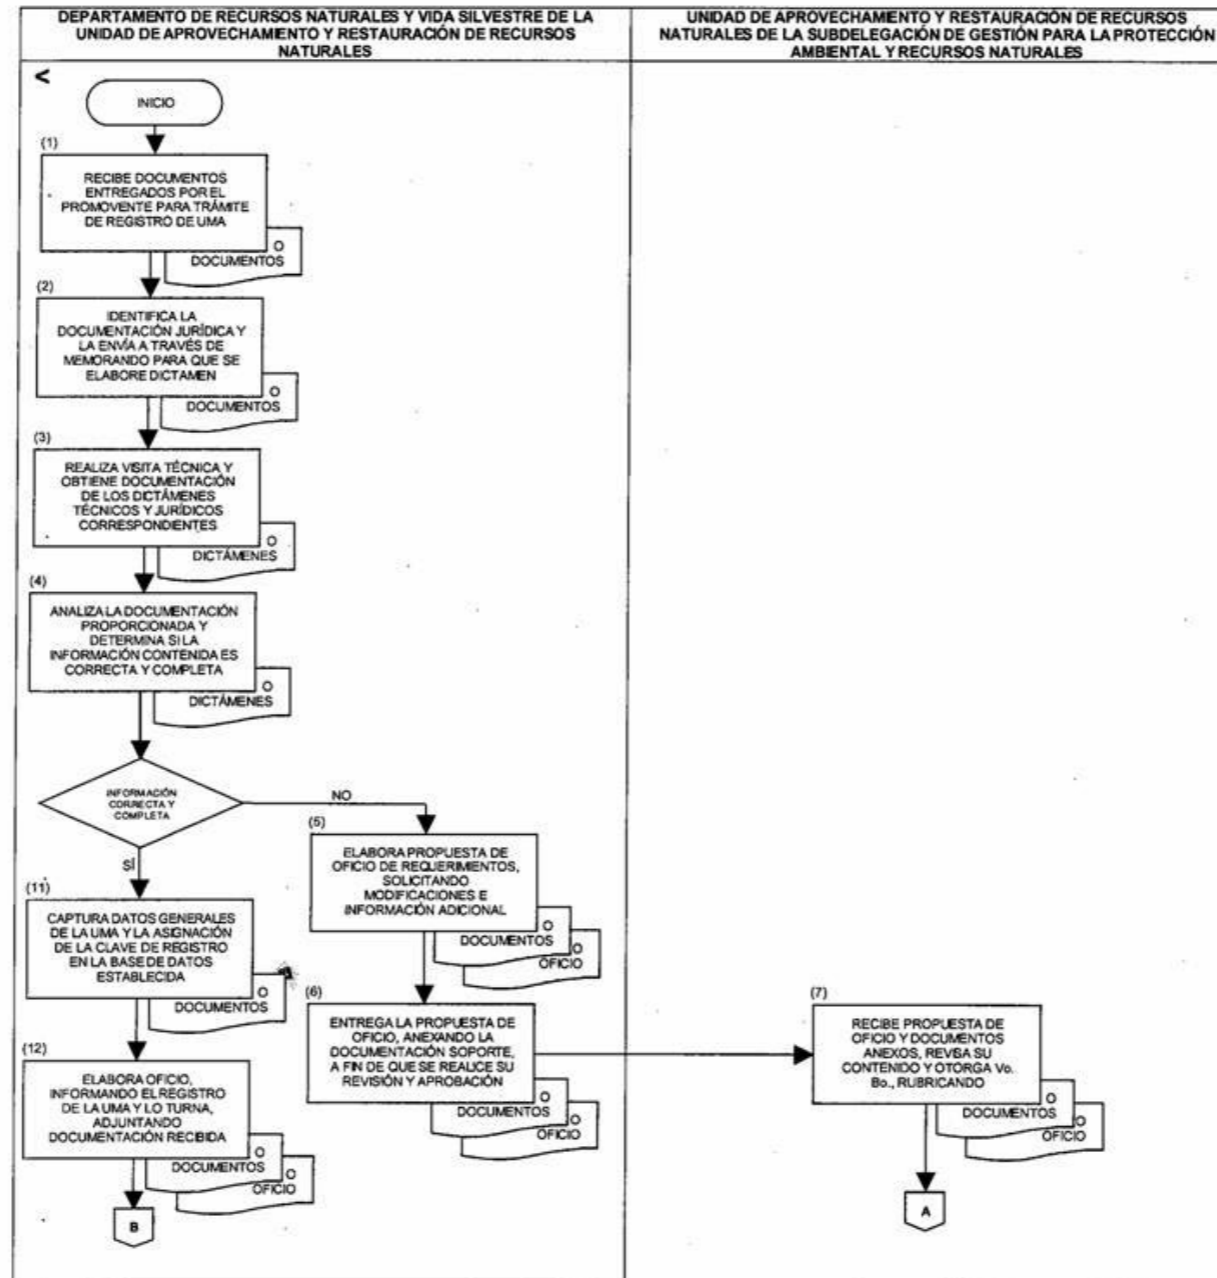 DEPARTAMENTO DE RECURSOS NATURALES Y VIDA SILVESTRE DE LA
UNIDAD DE APROVECHAMIENTO Y RESTAURACIÓN DE RECURSOS
NATURALES
UNIDAD DE APROVECHAMIENTO Y RESTAURACIÓN DE RECURSOS
NATURALES DE LA SUBDELEGACIÓN DE GESTIÓN PARA LA PROTECCIÓN
AMBIENTAL Y RECURSOS NATURALES
<
INICIO
(1)
RECIBE DOCUMENTOS
ENTREGADOS POR EL
PROMOVENTE PARA TRÁMITE
DE REGISTRO DE UMA
O
DOCUMENTOS
(2)
IDENTIFICA LA
DOCUMENTACIÓN JURÍDICA Y
LA ENVÍA A TRAVÉS DE
MEMORANDO PARA QUE SE
ELABORE DICTAMEN
O
DOCUMENTOS
(3)
REALIZA VISITA TÉCNICA Y
OBTIENE DOCUMENTACIÓN
DE LOS DICTÁMENES
TÉCNICOS Y JURÍDICOS
CORRESPONDIENTES
O
DICTÁMENES
(4)
ANALIZA LA DOCUMENTACIÓN
PROPORCIONADA Y
DETERMINA SI LA
INFORMACIÓN CONTENIDA ES
CORRECTA Y COMPLETA
O
DICTÁMENES
INFORMACIÓN
CORRECTA Y
COMPLETA
NO
SÍ
(5)
ELABORA PROPUESTA DE
OFICIO DE REQUERIMIENTOS,
SOLICITANDO
MODIFICACIONES E
INFORMACIÓN ADICIONAL
O
DOCUMENTOS
O
OFICIO
(11)
CAPTURA DATOS GENERALES
DE LA UMA Y LA ASIGNACIÓN
DE LA CLAVE DE REGISTRO
EN LA BASE DE DATOS
ESTABLECIDA
O
DOCUMENTOS
(6)
ENTREGA LA PROPUESTA DE
OFICIO, ANEXANDO LA
DOCUMENTACIÓN SOPORTE,
A FIN DE QUE SE REALICE SU
REVISIÓN Y APROBACIÓN
O
DOCUMENTOS
O
OFICIO
(7)
RECIBE PROPUESTA DE
OFICIO Y DOCUMENTOS
ANEXOS, REVISA SU
CONTENIDO Y OTORGA Vo.
Bo., RUBRICANDO
O
DOCUMENTOS
O
OFICIO
(12)
ELABORA OFICIO,
INFORMANDO EL REGISTRO
DE LA UMA Y LO TURNA,
ADJUNTANDO
DOCUMENTACIÓN RECIBIDA
O
DOCUMENTOS
O
OFICIO
B
A